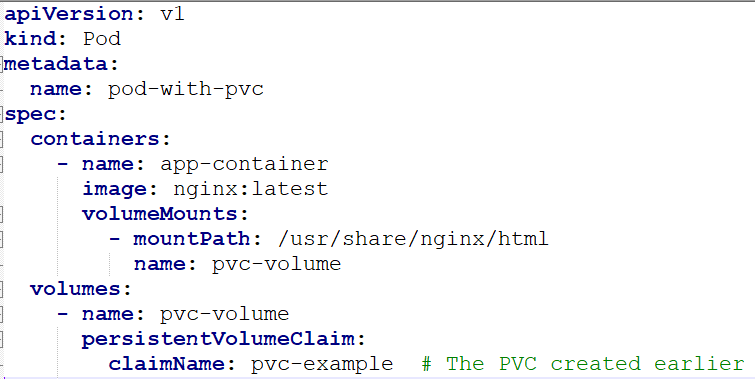 apiVersion: v1
kind: Pod
metadata:
  name: pod-with-pvc
spec:
  containers:
    - name: app-container
      image: nginx:latest
      volumeMounts:
        - mountPath: /usr/share/nginx/html
          name: pvc-volume
  volumes:
    - name: pvc-volume
      persistentVolumeClaim:
        claimName: pvc-example  # The PVC created earlier